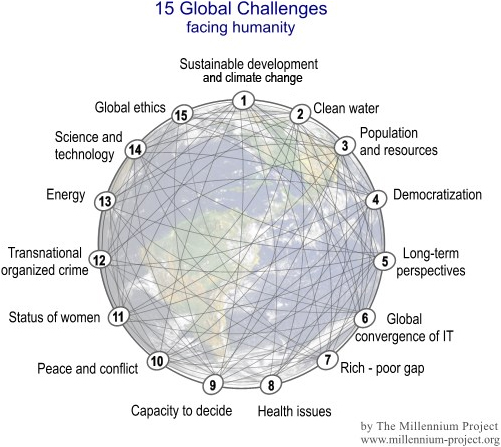 15 Global Challenges
facing humanity
Sustainable development
and climate change
1
2
Clean water
3
Population
and resources
4
Democratization
5
Long-term
perspectives
6
Global
convergence of IT
7
Rich - poor gap
8
Health issues
9
Capacity to decide
10
Peace and conflict
11
Status of women
12
Transnational
organized crime
13
Energy
14
Science and
technology
15
Global ethics
by The Millennium Project
www.millennium-project.org